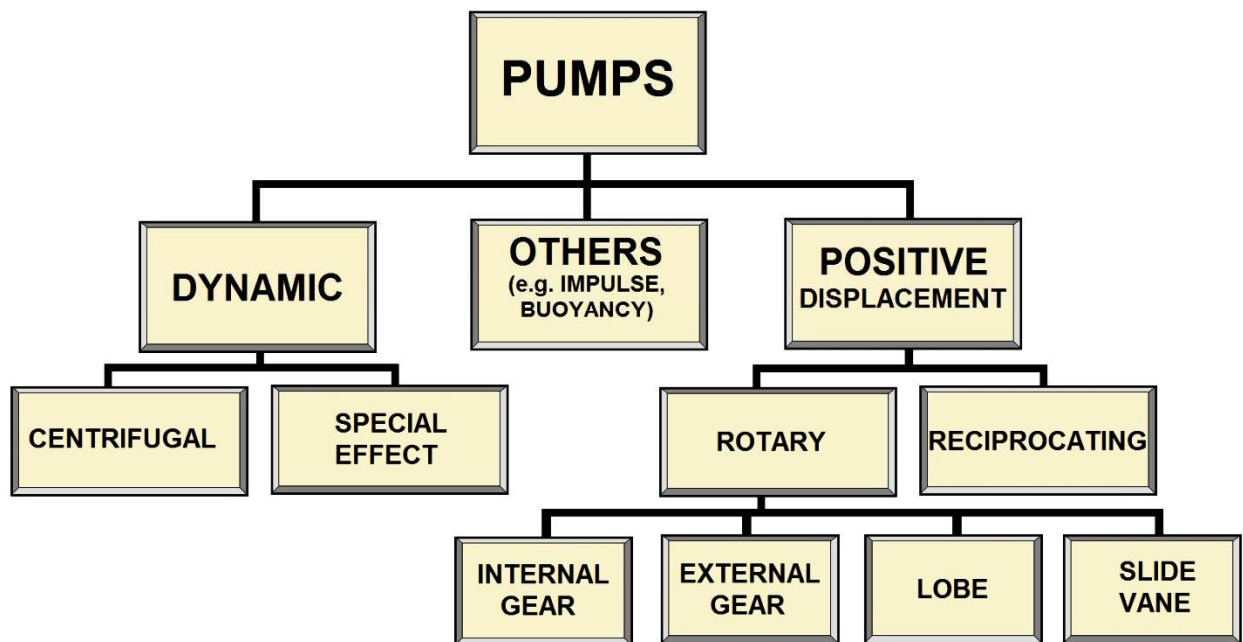 PUMPS
DYNAMIC
OTHERS
(e.g. IMPULSE,
BUOYANCY)
POSITIVE
DISPLACEMENT
CENTRIFUGAL
SPECIAL
EFFECT
ROTARY
RECIPROCATING
INTERNAL
GEAR
EXTERNAL
GEAR
LOBE
SLIDE
VANE